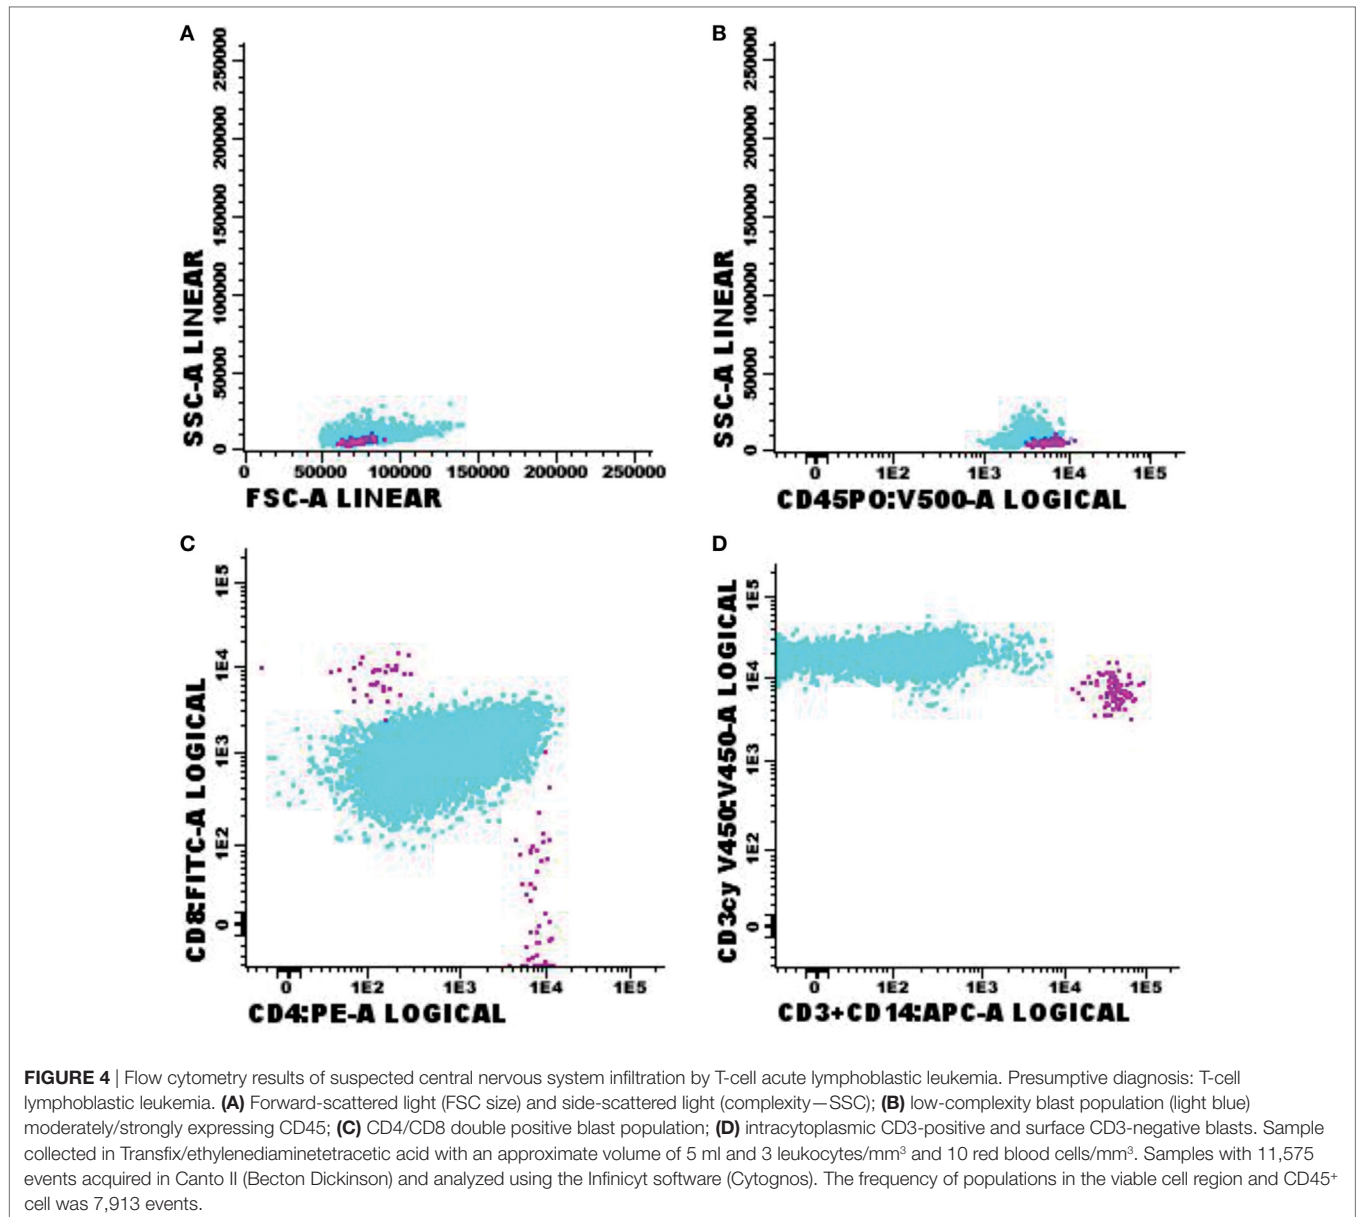 A
SSC-A LINEAR
250000
200000
150000
100000
50000
0
0 50000 100000 150000 200000 250000
FSC-A LINEAR
B
SSC-A LINEAR
250000
200000
150000
100000
50000
0
0 1E2 1E3 1E4 1E5
CD45PO:V500-A LOGICAL
C
CD8:FITC-A LOGICAL
1E5
1E4
1E3
1E2
0
0 1E2 1E3 1E4 1E5
CD4:PE-A LOGICAL
D
CD3cy V450:V450-A LOGICAL
1E5
1E4
1E3
1E2
0
0 1E2 1E3 1E4 1E5
CD3+CD14:APC-A LOGICAL
FIGURE 4 | Flow cytometry results of suspected central nervous system infiltration by T-cell acute lymphoblastic leukemia. Presumptive diagnosis: T-cell
lymphoblastic leukemia. (A) Forward-scattered light (FSC size) and side-scattered light (complexity—SSC); (B) low-complexity blast population (light blue)
moderately/strongly expressing CD45; (C) CD4/CD8 double positive blast population; (D) intracytoplasmic CD3-positive and surface CD3-negative blasts. Sample
collected in Transfix/ethylenediaminetetracetic acid with an approximate volume of 5 ml and 3 leukocytes/mm³ and 10 red blood cells/mm³. Samples with 11,575
events acquired in Canto II (Becton Dickinson) and analyzed using the Infinicyt software (Cytognos). The frequency of populations in the viable cell region and CD45⁺
cell was 7,913 events.